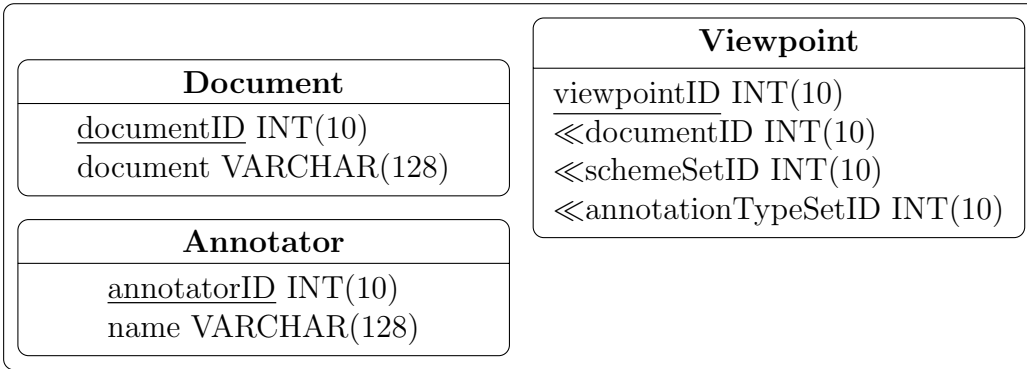 Document
documentID INT(10)
document VARCHAR(128)
Annotator
annotatorID INT(10)
name VARCHAR(128)
Viewpoint
viewpointID INT(10)
≪documentID INT(10)
≪schemeSetID INT(10)
≪annotationTypeSetID INT(10)